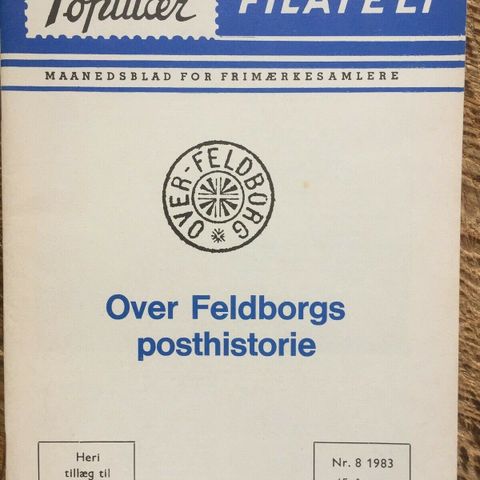 Populær FILATELI
MAANEDSBLAD FOR FRIMÆRKESAMLERE
OVER-FELDBORG
Over Feldborgs
posthistorie
Heri
tillæg til
Nr. 8 1983